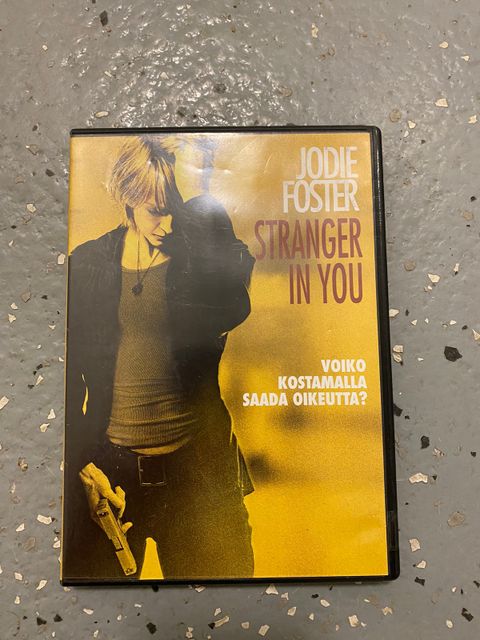 JODIE
FOSTER
STRANGER
IN YOU
VOIKO
KOSTAMALLA
SAADA OIKEUTTA?